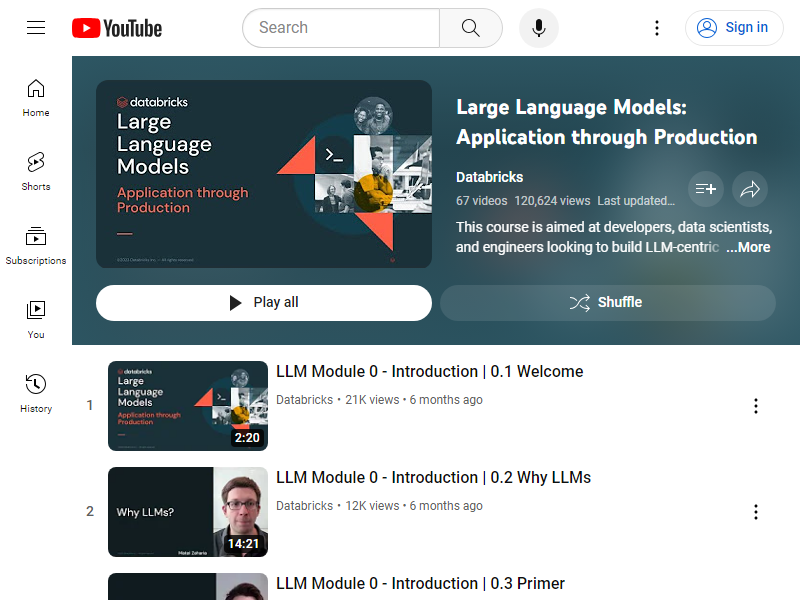 YouTube
Search
Sign in
Home
Shorts
Subscriptions
You
History
databricks
Large
Language
Models
Application through
Production
Large Language Models:
Application through Production
Databricks
67 videos 120,624 views Last updated...
This course is aimed at developers, data scientists,
and engineers looking to build LLM-centric ...More
Play all
Shuffle
1
databricks
Large
Language
Models
Application through
Production
2:20
LLM Module 0 - Introduction | 0.1 Welcome
Databricks • 21K views • 6 months ago
2
Why LLMs?
Matei Zaharia
14:21
LLM Module 0 - Introduction | 0.2 Why LLMs
Databricks • 12K views • 6 months ago
LLM Module 0 - Introduction | 0.3 Primer